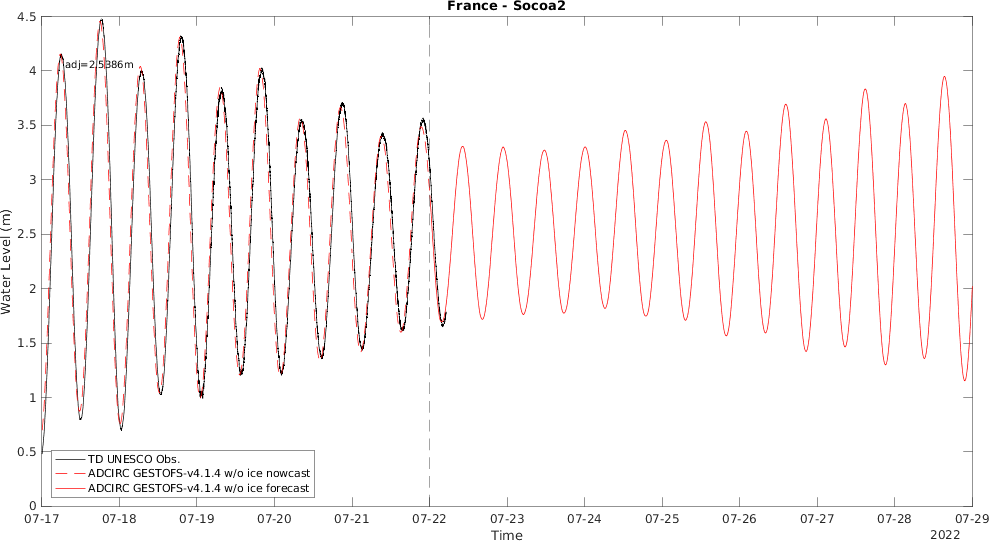 France - Socoa2
4.5
4
3.5
3
2.5
2
1.5
1
0.5
0
Water Level (m)
adj=2.5386m
TD UNESCO Obs.
ADCIRC GESTOFS-v4.1.4 w/o ice nowcast
ADCIRC GESTOFS-v4.1.4 w/o ice forecast
07-17 07-18 07-19 07-20 07-21 07-22 07-23 07-24 07-25 07-26 07-27 07-28 07-29
Time
2022